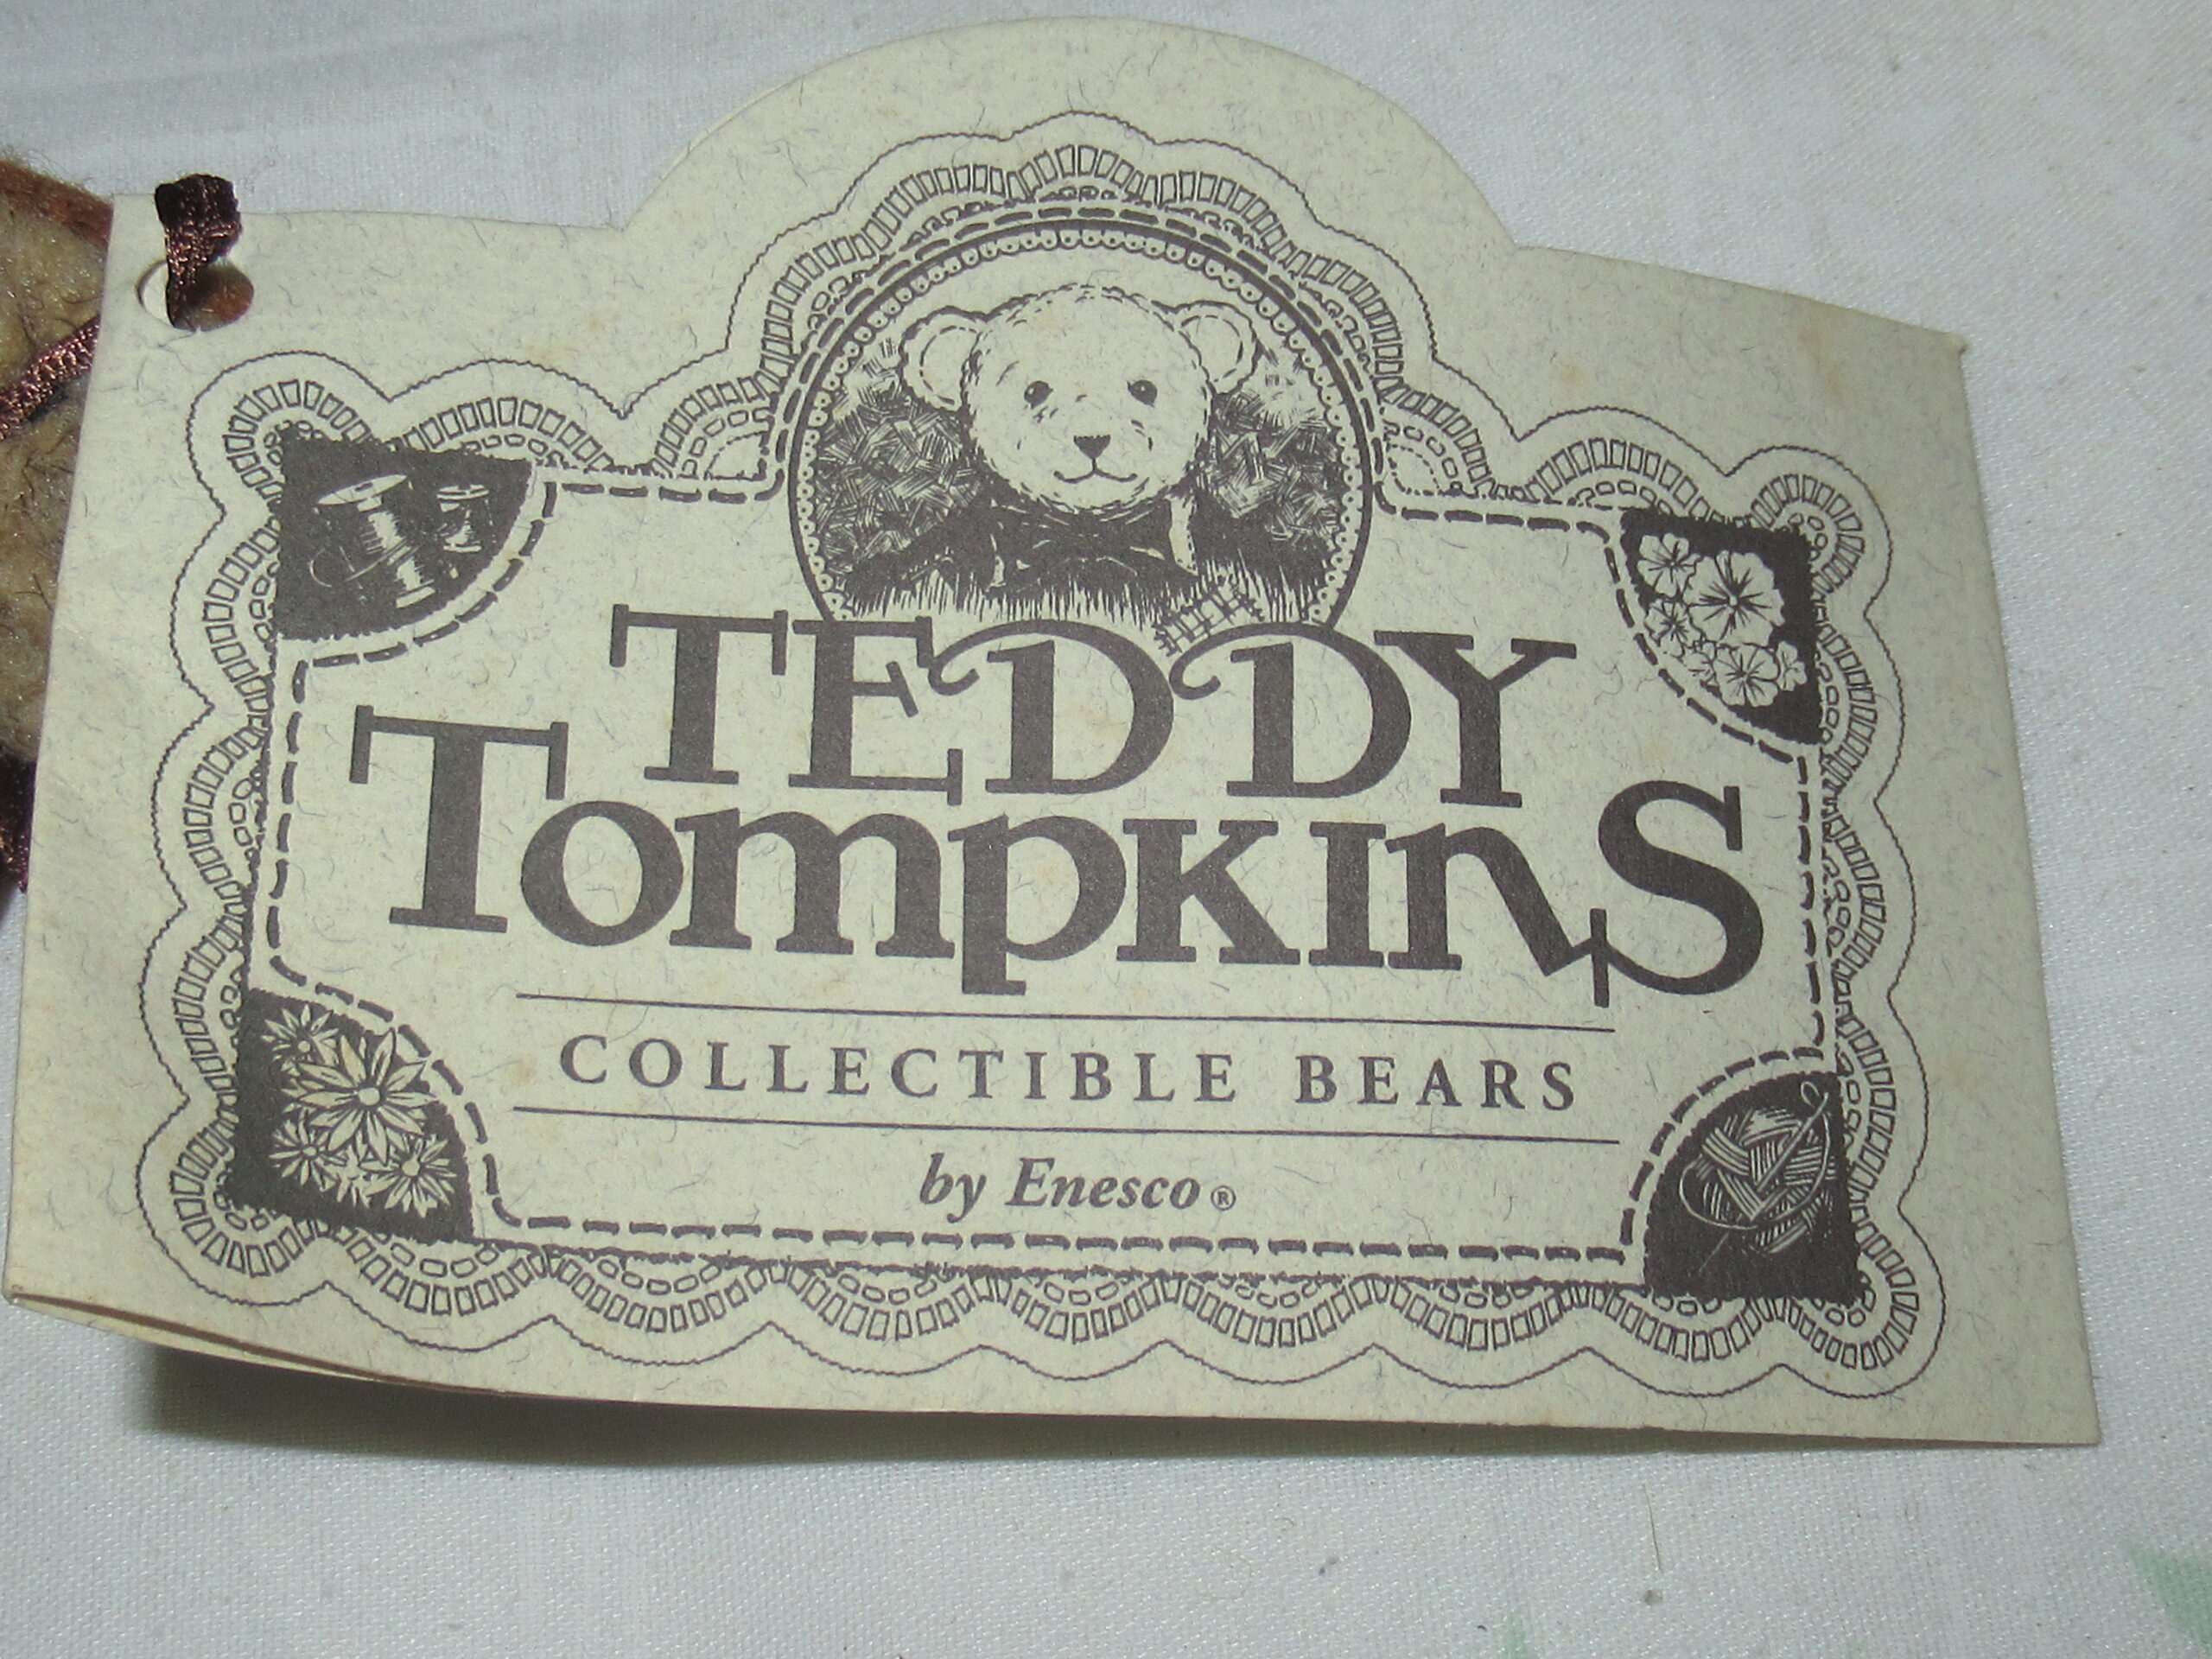 TEDDY
TompKInS
COLLECTIBLE BEARS
by Enesco®